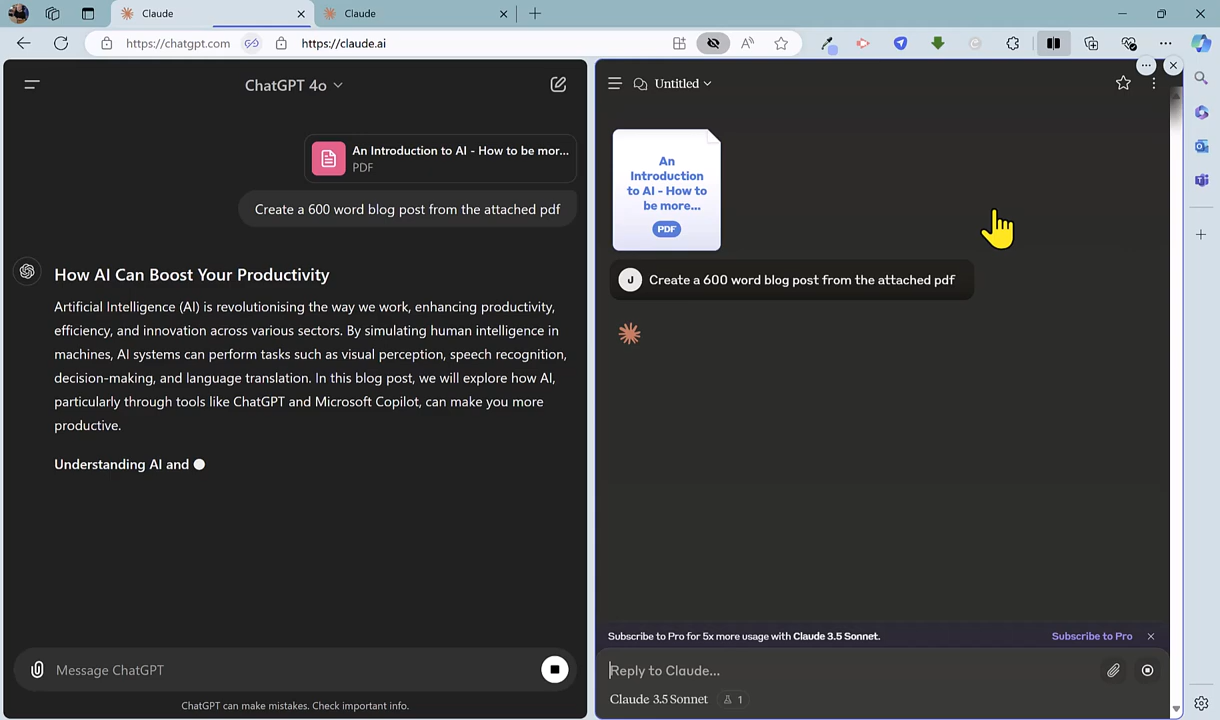 Claude
Claude
https://chatgpt.com
https://claude.ai
ChatGPT 4o
An Introduction to AI - How to be mor...
PDF
Create a 600 word blog post from the attached pdf
How AI Can Boost Your Productivity
Artificial Intelligence (AI) is revolutionising the way we work, enhancing productivity,
efficiency, and innovation across various sectors. By simulating human intelligence in
machines, AI systems can perform tasks such as visual perception, speech recognition,
decision-making, and language translation. In this blog post, we will explore how AI,
particularly through tools like ChatGPT and Microsoft Copilot, can make you more
productive.
Understanding AI and
Message ChatGPT
ChatGPT can make mistakes. Check important info.
Untitled
An
Introduction
to AI - How to
be more...
PDF
J
Create a 600 word blog post from the attached pdf
Subscribe to Pro for 5x more usage with Claude 3.5 Sonnet.
Subscribe to Pro
Reply to Claude...
Claude 3.5 Sonnet
1